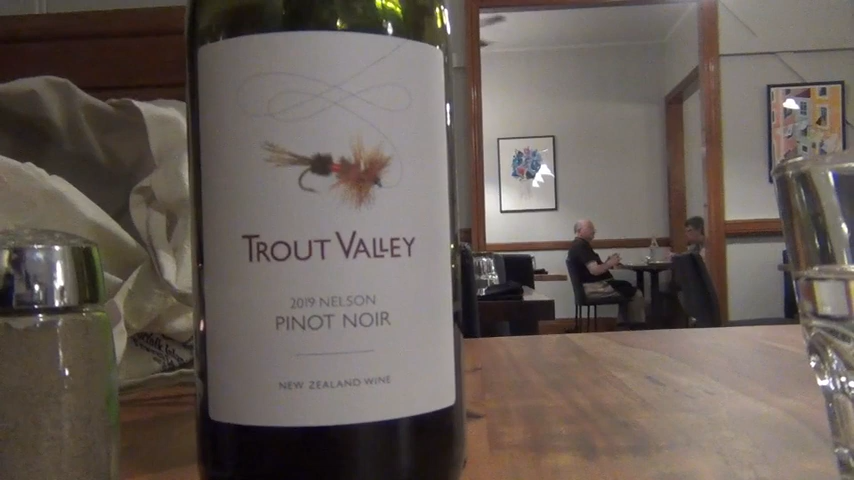 TROUT VALLEY
2019 NELSON
PINOT NOIR
NEW ZEALAND WINE